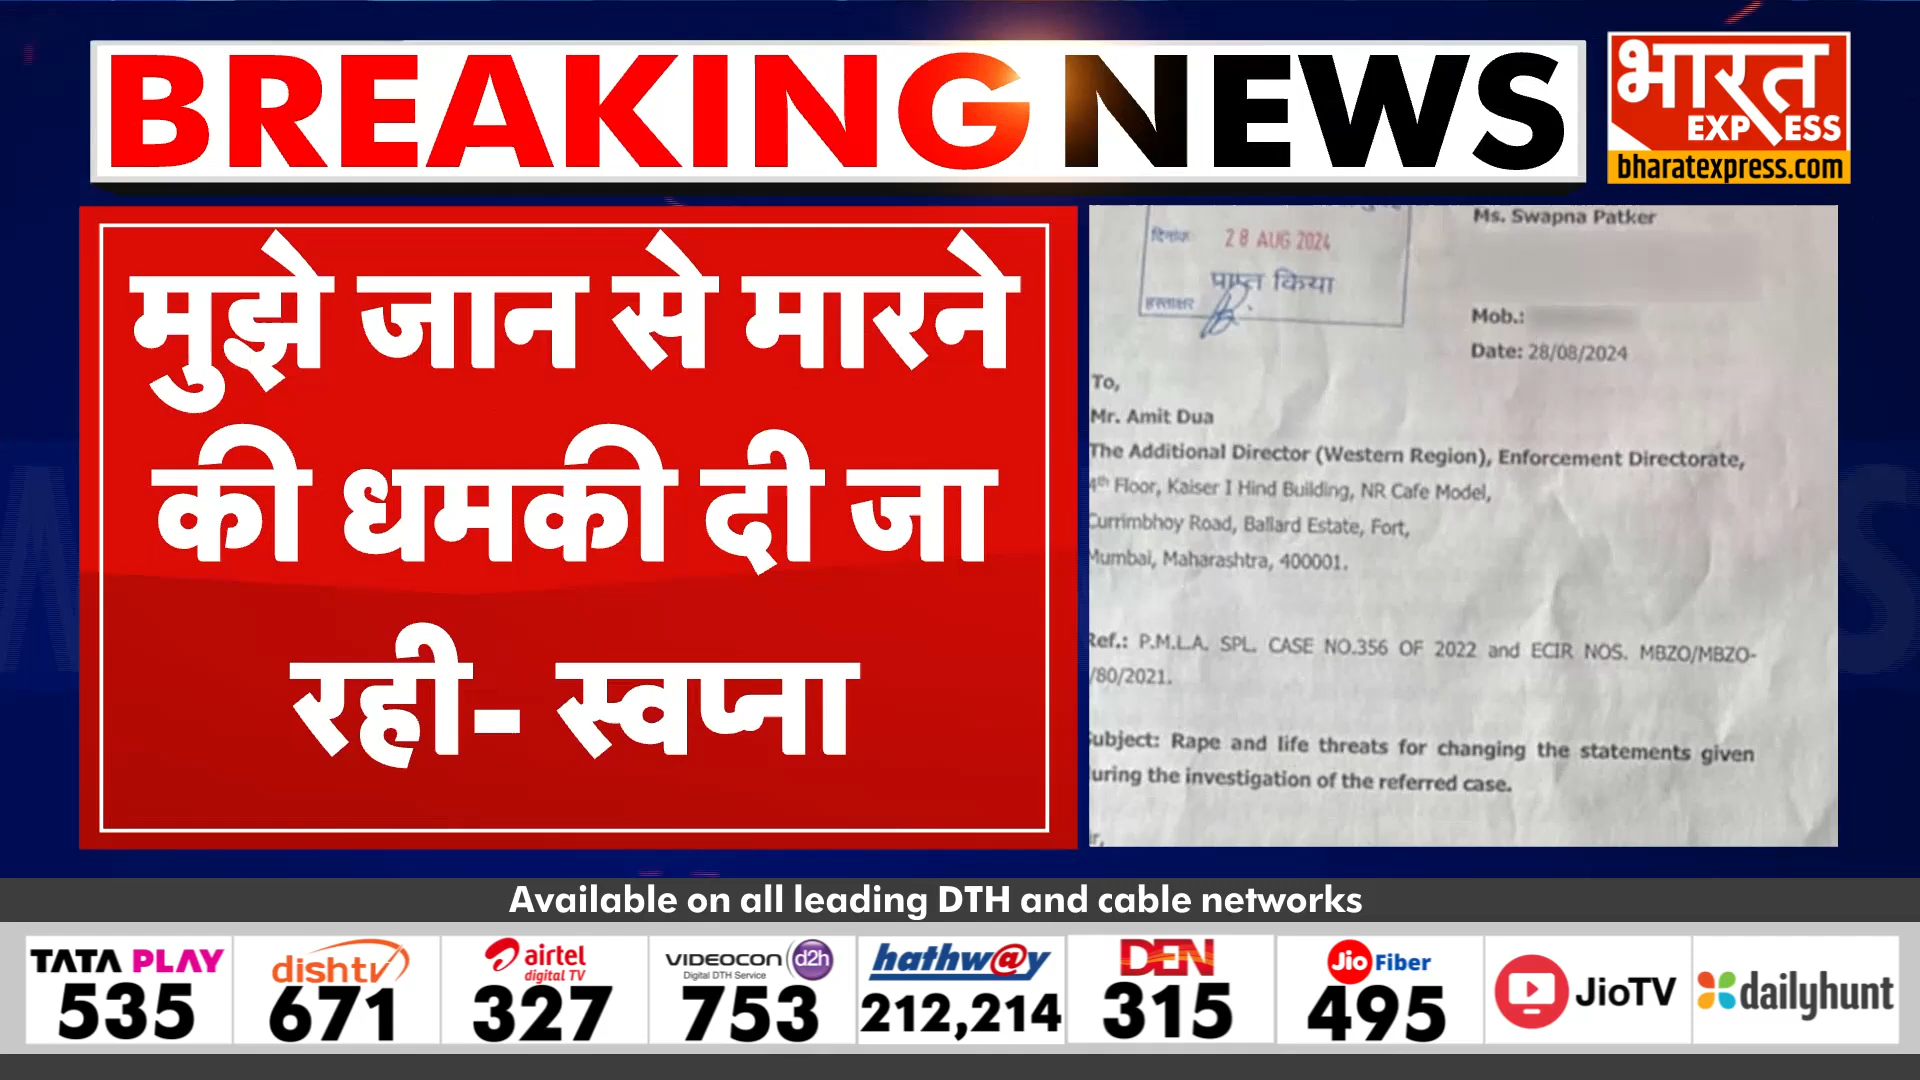 BREAKING NEWS
भारत
EXPRESS
bharatexpress.com
मुझे जान से मारने
की धमकी दी जा
रही- स्वप्ना
दिनांक 28 AUG 2024
प्राप्त किया
हस्ताक्षर
Ms. Swapna Patker
Mob.:
Date: 28/08/2024
To,
Mr. Amit Dua
The Additional Director (Western Region), Enforcement Directorate,
4th Floor, Kaiser I Hind Building, NR Cafe Model,
Currimbhoy Road, Ballard Estate, Fort,
Mumbai, Maharashtra, 400001.
Ref.: P.M.L.A. SPL. CASE NO.356 OF 2022 and ECIR NOS. MBZO/MBZO-
/80/2021.
Subject: Rape and life threats for changing the statements given
during the investigation of the referred case.
Available on all leading DTH and cable networks
TATA PLAY
535
dishtv
671
airtel
digital TV
327
VIDEOCON d2h
Digital DTH Service
753
hathway
212,214
DEN
315
Jio Fiber
495
JioTV
dailyhunt